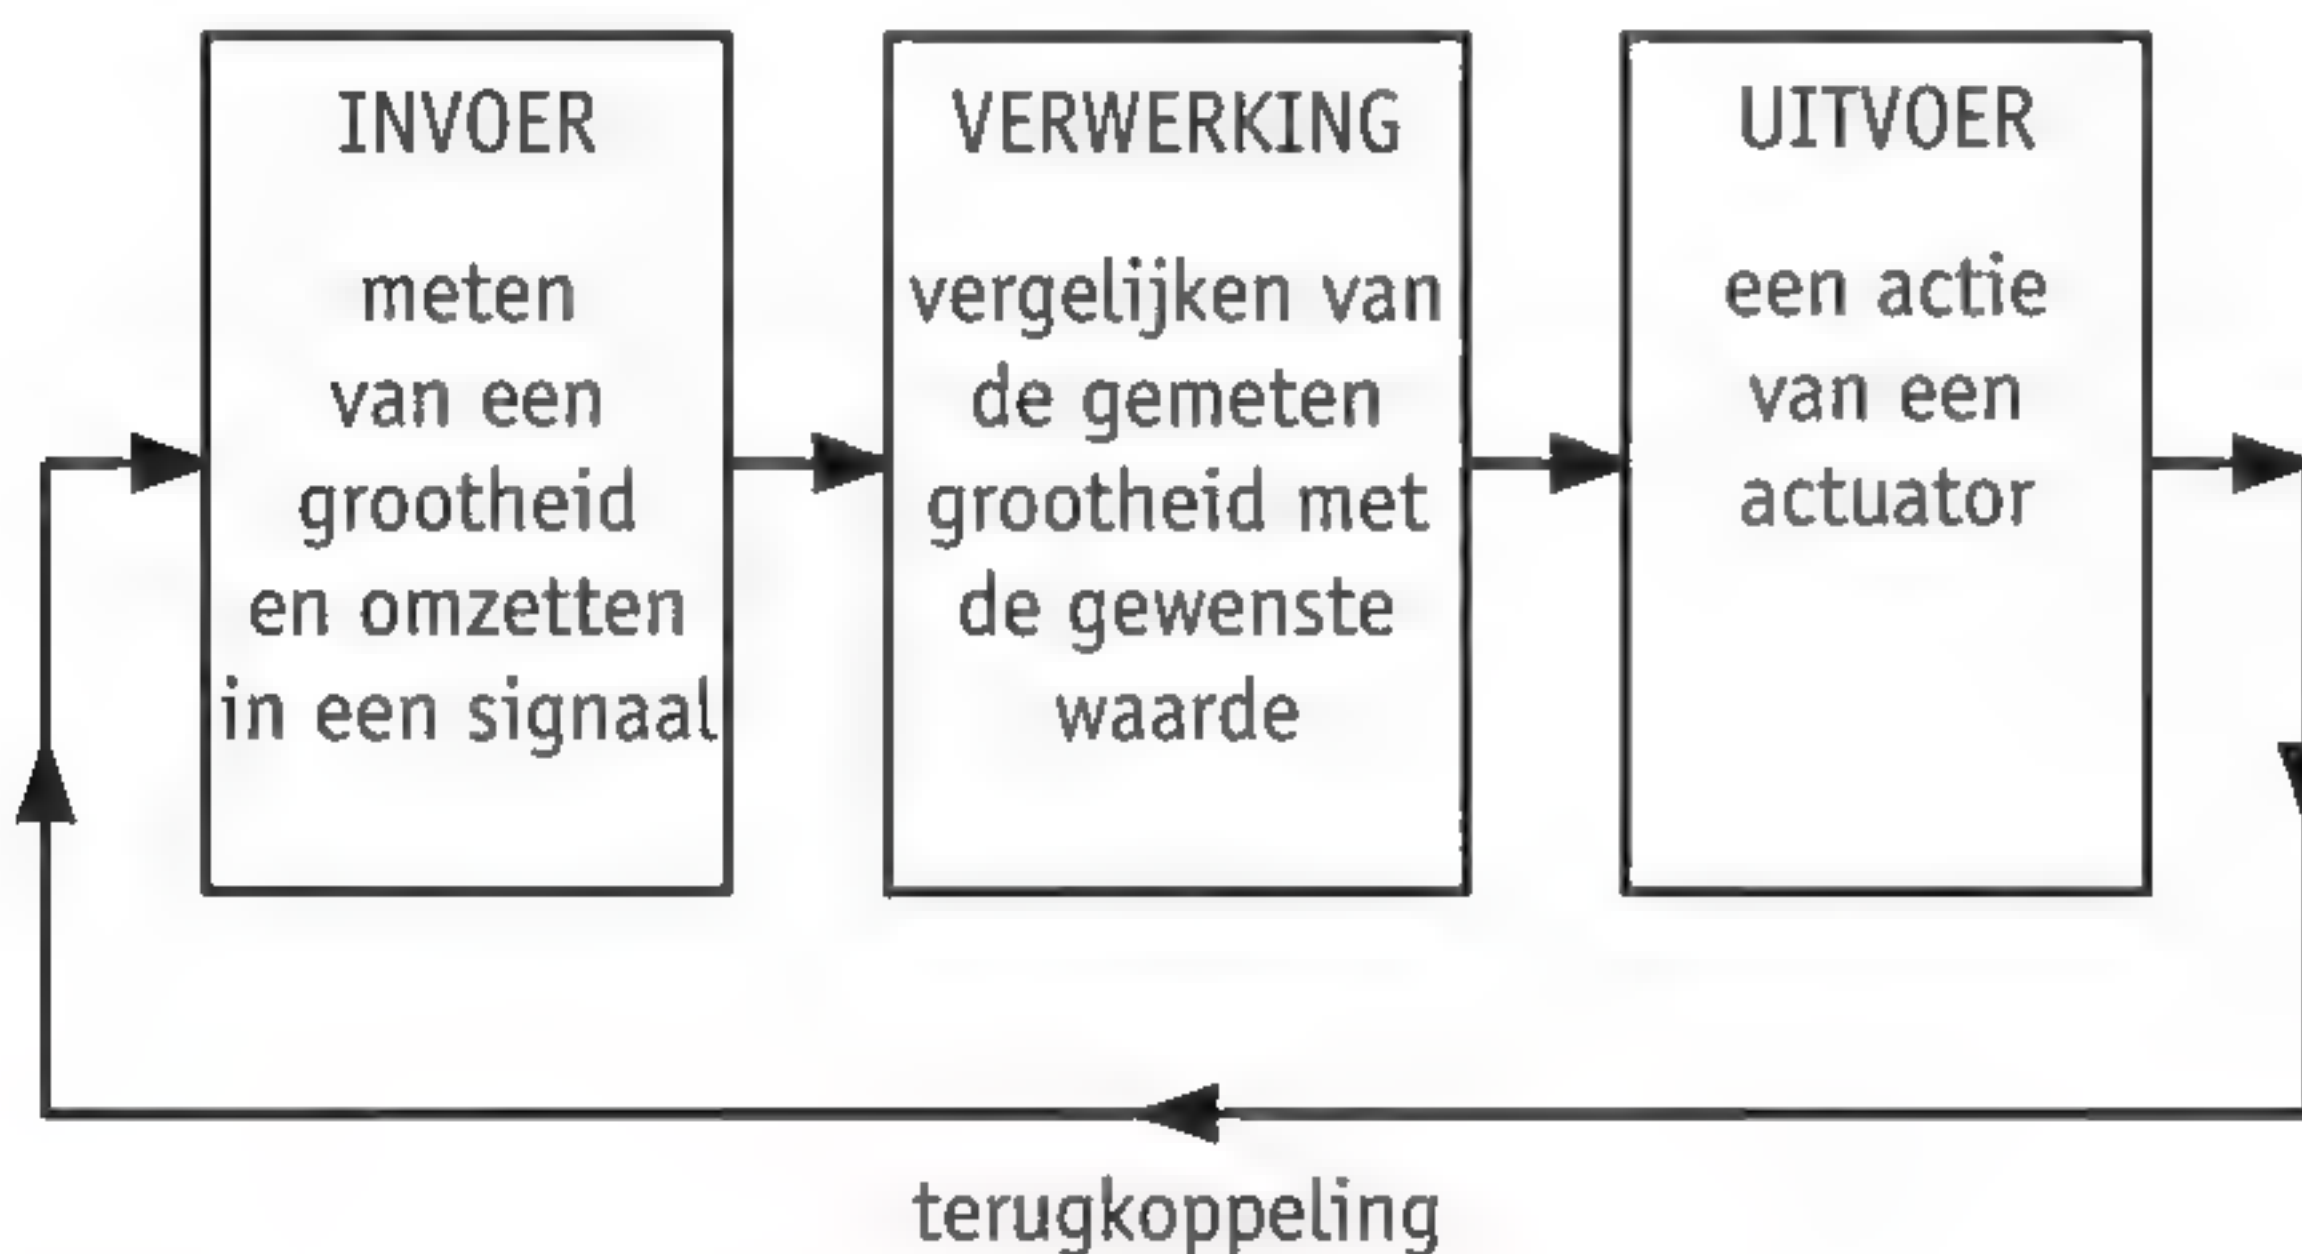 INVOER
meten
van een
grootheid
en omzetten
in een signaal
VERWERKING
vergelijken van
de gemeten
grootheid met
de gewenste
waarde
UITVOER
een actie
van een
actuator
terugkoppeling